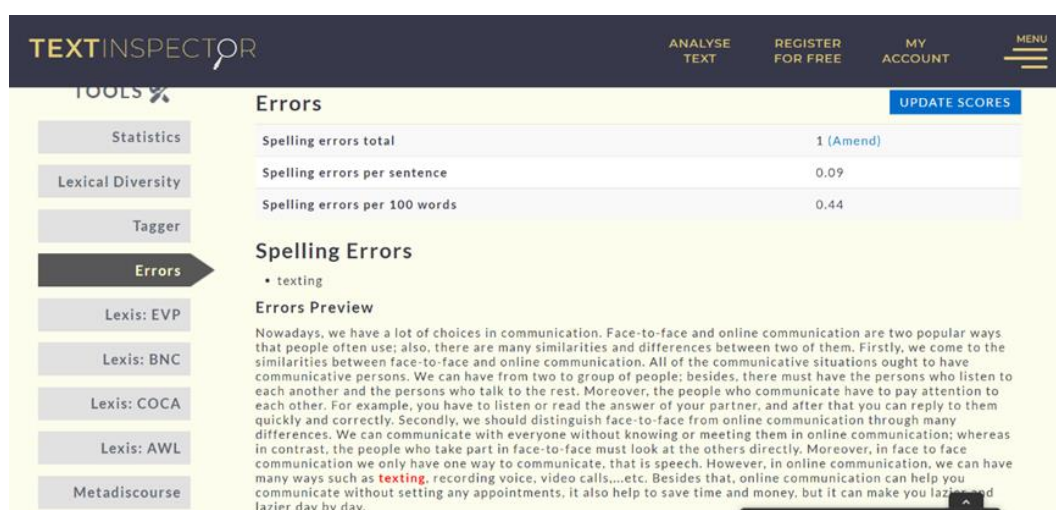 TEXTINSPECTOR
ANALYSE TEXT
REGISTER FOR FREE
MY ACCOUNT
MENU
TOOLS
Statistics
Lexical Diversity
Tagger
Errors
Lexis: EVP
Lexis: BNC
Lexis: COCA
Lexis: AWL
Metadiscourse
Errors
UPDATE SCORES
Spelling errors total 1 (Amend)
Spelling errors per sentence 0.09
Spelling errors per 100 words 0.44
Spelling Errors
• texting
Errors Preview
Nowadays, we have a lot of choices in communication. Face-to-face and online communication are two popular ways
that people often use; also, there are many similarities and differences between two of them. Firstly, we come to the
similarities between face-to-face and online communication. All of the communicative situations ought to have
communicative persons. We can have from two to group of people; besides, there must have the persons who listen to
each another and the persons who talk to the rest. Moreover, the people who communicate have to pay attention to
each other. For example, you have to listen or read the answer of your partner, and after that you can reply to them
quickly and correctly. Secondly, we should distinguish face-to-face from online communication through many
differences. We can communicate with everyone without knowing or meeting them in online communication; whereas
in contrast, the people who take part in face-to-face must look at the others directly. Moreover, in face to face
communication we only have one way to communicate, that is speech. However, in online communication, we can have
many ways such as texting, recording voice, video calls,...etc. Besides that, online communication can help you
communicate without setting any appointments, it also help to save time and money, but it can make you lazier and
lazier day by day.